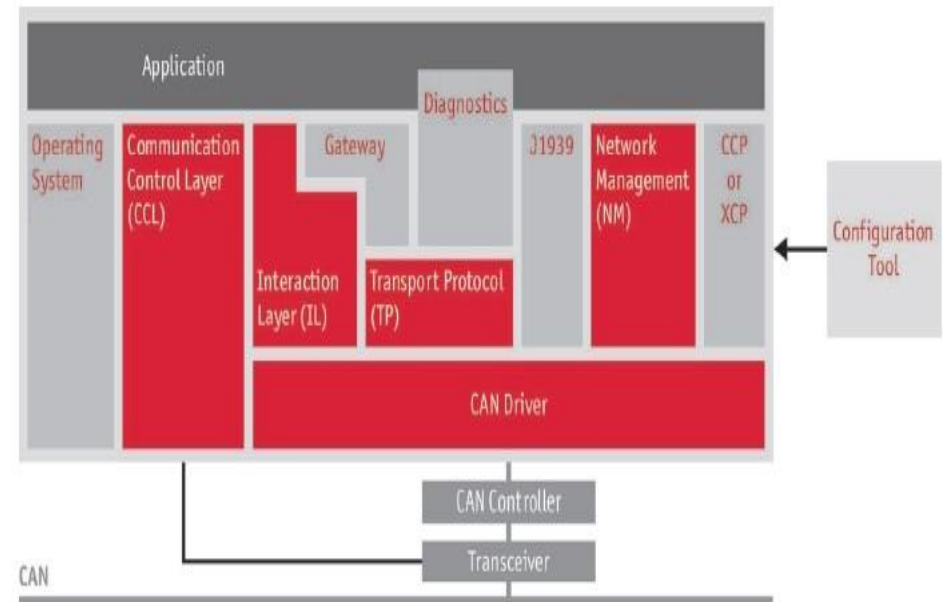 Application
Diagnostics
Operating
System
Communication
Control Layer
(CCL)
Gateway
J1939
Network
Management
(NM)
CCP
or
XCP
Configuration
Tool
Interaction
Layer (IL)
Transport Protocol
(TP)
CAN Driver
CAN Controller
Transceiver
CAN